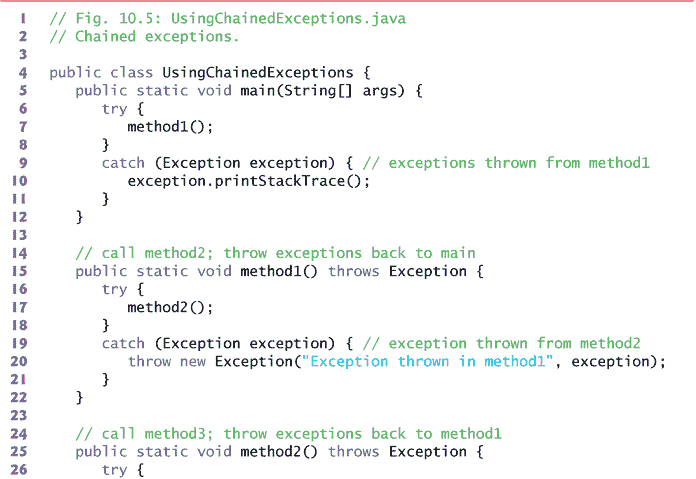 1 // Fig. 10.5: UsingChainedExceptions.java
2 // Chained exceptions.
3
4 public class UsingChainedExceptions {
5 public static void main(String[] args) {
6 try {
7 method1();
8 }
9 catch (Exception exception) { // exceptions thrown from method1
10 exception.printStackTrace();
11 }
12 }
13
14 // call method2; throw exceptions back to main
15 public static void method1() throws Exception {
16 try {
17 method2();
18 }
19 catch (Exception exception) { // exception thrown from method2
20 throw new Exception("Exception thrown in method1", exception);
21 }
22 }
23
24 // call method3; throw exceptions back to method1
25 public static void method2() throws Exception {
26 try {